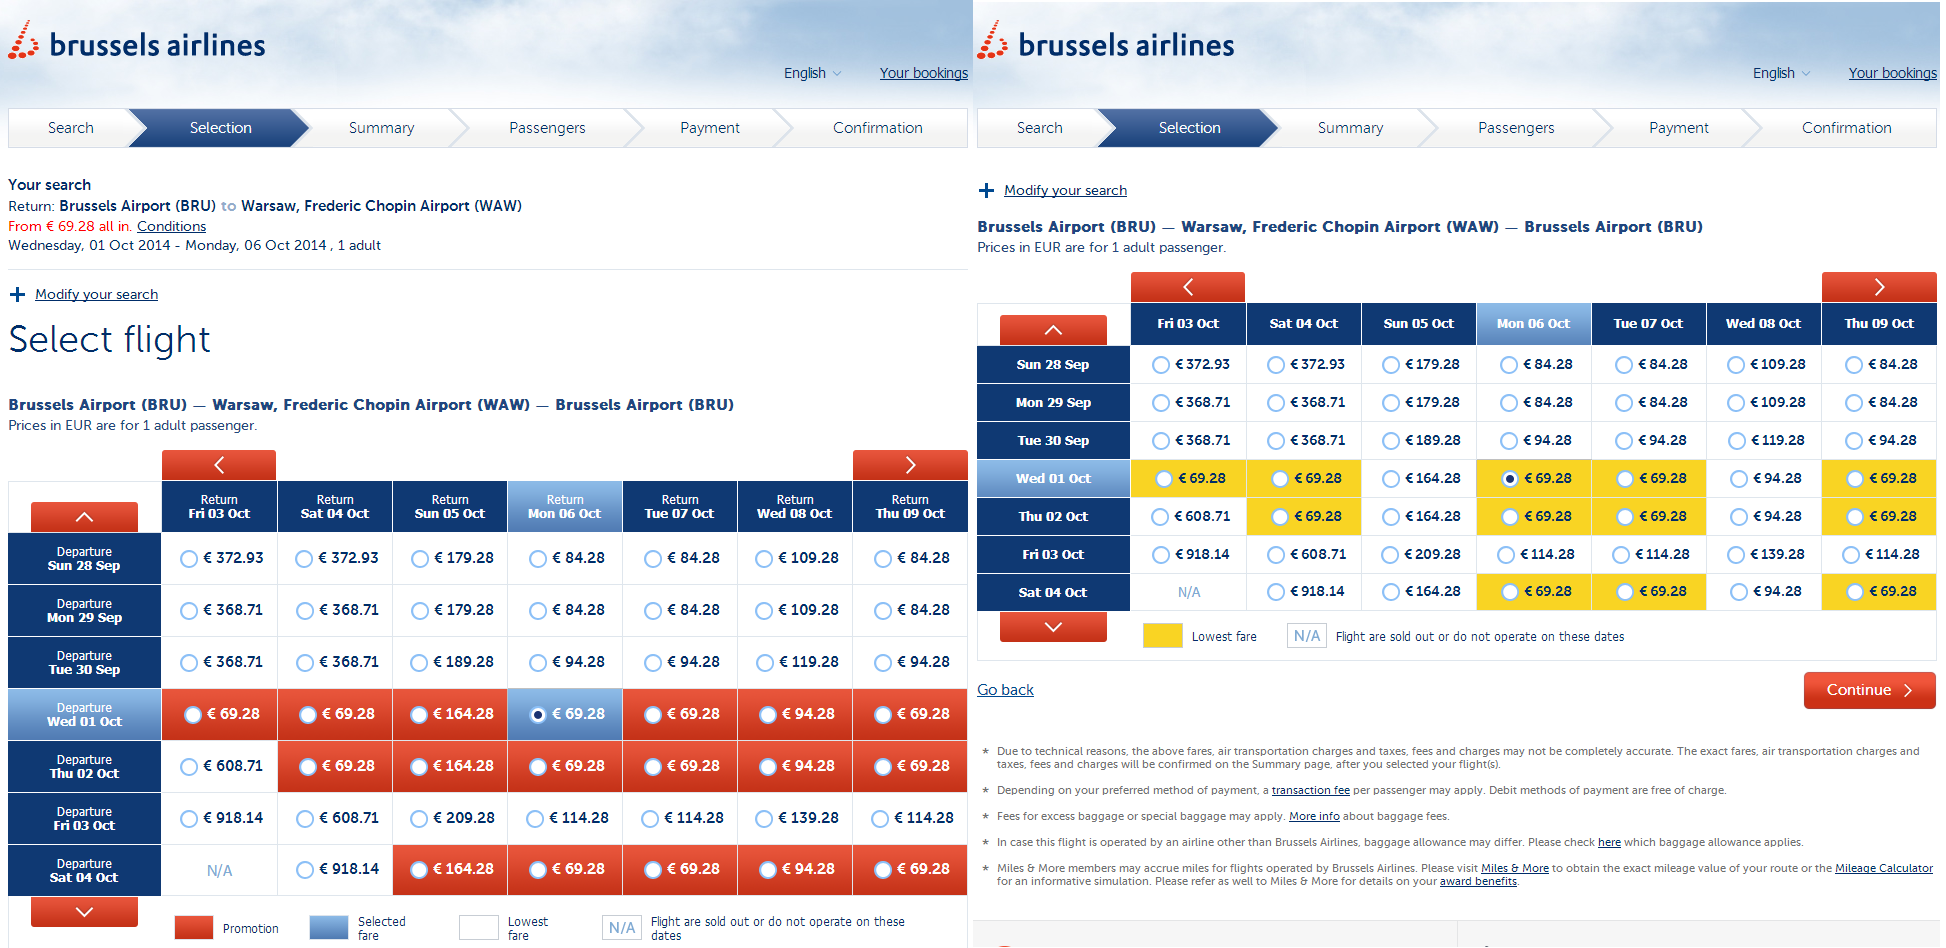 brussels airlines
English
Your bookings
Search
Selection
Summary
Passengers
Payment
Confirmation
Your search
Return: Brussels Airport (BRU) to Warsaw, Frederic Chopin Airport (WAW)
From € 69.28 all in. Conditions
Wednesday, 01 Oct 2014 - Monday, 06 Oct 2014 , 1 adult
Modify your search
Select flight
Brussels Airport (BRU) — Warsaw, Frederic Chopin Airport (WAW) — Brussels Airport (BRU)
Prices in EUR are for 1 adult passenger.
Return Return Return Return Return Return Return
Fri 03 Oct Sat 04 Oct Sun 05 Oct Mon 06 Oct Tue 07 Oct Wed 08 Oct Thu 09 Oct
Departure
Sun 28 Sep € 372.93 € 372.93 € 179.28 € 84.28 € 84.28 € 109.28 € 84.28
Departure
Mon 29 Sep € 368.71 € 368.71 € 179.28 € 84.28 € 84.28 € 109.28 € 84.28
Departure
Tue 30 Sep € 368.71 € 368.71 € 189.28 € 94.28 € 94.28 € 119.28 € 94.28
Departure
Wed 01 Oct € 69.28 € 69.28 € 164.28 € 69.28 € 69.28 € 94.28 € 69.28
Departure
Thu 02 Oct € 608.71 € 69.28 € 164.28 € 69.28 € 69.28 € 94.28 € 69.28
Departure
Fri 03 Oct € 918.14 € 608.71 € 209.28 € 114.28 € 114.28 € 139.28 € 114.28
Departure
Sat 04 Oct N/A € 918.14 € 164.28 € 69.28 € 69.28 € 94.28 € 69.28
Promotion
Selected
fare
Lowest
fare
N/A
Flight are sold out or do not operate on these
dates
brussels airlines
English
Your bookings
Search
Selection
Summary
Passengers
Payment
Confirmation
Modify your search
Brussels Airport (BRU) — Warsaw, Frederic Chopin Airport (WAW) — Brussels Airport (BRU)
Prices in EUR are for 1 adult passenger.
Fri 03 Oct Sat 04 Oct Sun 05 Oct Mon 06 Oct Tue 07 Oct Wed 08 Oct Thu 09 Oct
Sun 28 Sep € 372.93 € 372.93 € 179.28 € 84.28 € 84.28 € 109.28 € 84.28
Mon 29 Sep € 368.71 € 368.71 € 179.28 € 84.28 € 84.28 € 109.28 € 84.28
Tue 30 Sep € 368.71 € 368.71 € 189.28 € 94.28 € 94.28 € 119.28 € 94.28
Wed 01 Oct € 69.28 € 69.28 € 164.28 € 69.28 € 69.28 € 94.28 € 69.28
Thu 02 Oct € 608.71 € 69.28 € 164.28 € 69.28 € 69.28 € 94.28 € 69.28
Fri 03 Oct € 918.14 € 608.71 € 209.28 € 114.28 € 114.28 € 139.28 € 114.28
Sat 04 Oct N/A € 918.14 € 164.28 € 69.28 € 69.28 € 94.28 € 69.28
Lowest fare
N/A
Flight are sold out or do not operate on these dates
Go back
Continue
* Due to technical reasons, the above fares, air transportation charges and taxes, fees and charges may not be completely accurate. The exact fares, air transportation charges and
taxes, fees and charges will be confirmed on the Summary page, after you selected your flight(s).
* Depending on your preferred method of payment, a transaction fee per passenger may apply. Debit methods of payment are free of charge.
* Fees for excess baggage or special baggage may apply. More info about baggage fees.
* In case this flight is operated by an airline other than Brussels Airlines, baggage allowance may differ. Please check here which baggage allowance applies.
* Miles & More members may accrue miles for flights operated by Brussels Airlines. Please visit Miles & More to obtain the exact mileage value of your route or the Mileage Calculator
for an informative simulation. Please refer as well to Miles & More for details on your award benefits.